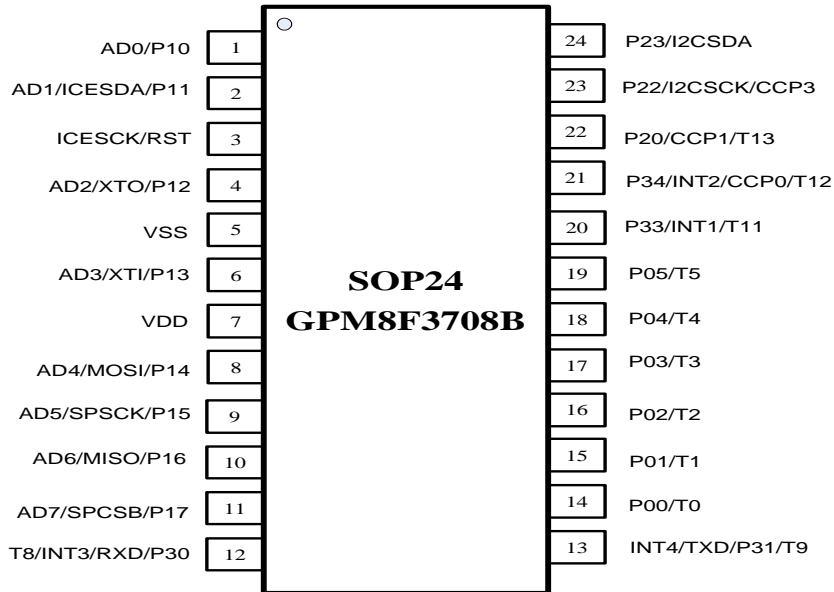 AD0/P10 1
AD1/ICESDA/P11 2
ICESCK/RST 3
AD2/XTO/P12 4
VSS 5
AD3/XTI/P13 6
VDD 7
AD4/MOSI/P14 8
AD5/SPSCK/P15 9
AD6/MISO/P16 10
AD7/SPCSB/P17 11
T8/INT3/RXD/P30 12
SOP24
GPM8F3708B
24 P23/I2CSDA
23 P22/I2CSCK/CCP3
22 P20/CCP1/T13
21 P34/INT2/CCP0/T12
20 P33/INT1/T11
19 P05/T5
18 P04/T4
17 P03/T3
16 P02/T2
15 P01/T1
14 P00/T0
13 INT4/TXD/P31/T9